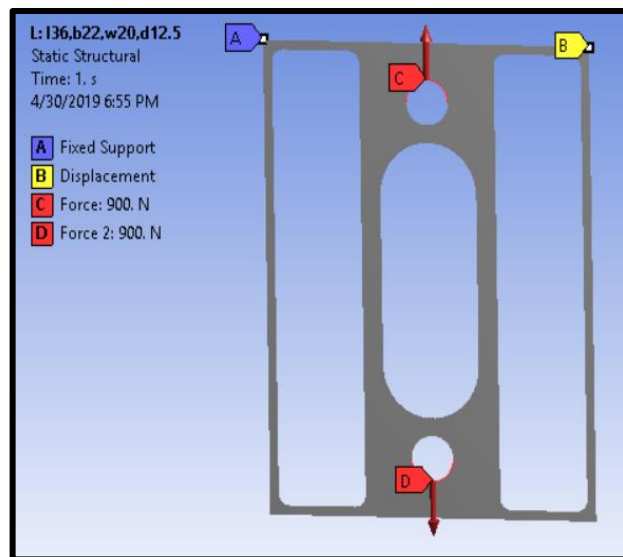 L: l36,b22,w20,d12.5
Static Structural
Time: 1. s
4/30/2019 6:55 PM
A Fixed Support
B Displacement
C Force: 900. N
D Force 2: 900. N
A
B
C
D